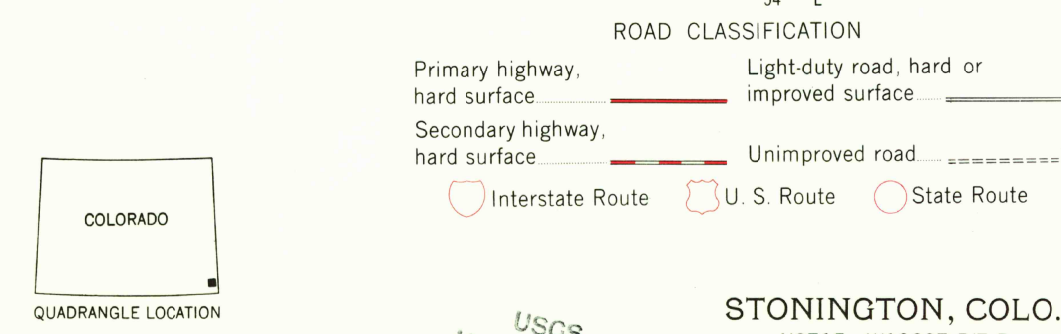 ROAD CLASSIFICATION
Primary highway,
hard surface
Light-duty road, hard or
improved surface
Secondary highway,
hard surface
Unimproved road
Interstate Route
U. S. Route
State Route
COLORADO
QUADRANGLE LOCATION
USGS
STONINGTON, COLO.